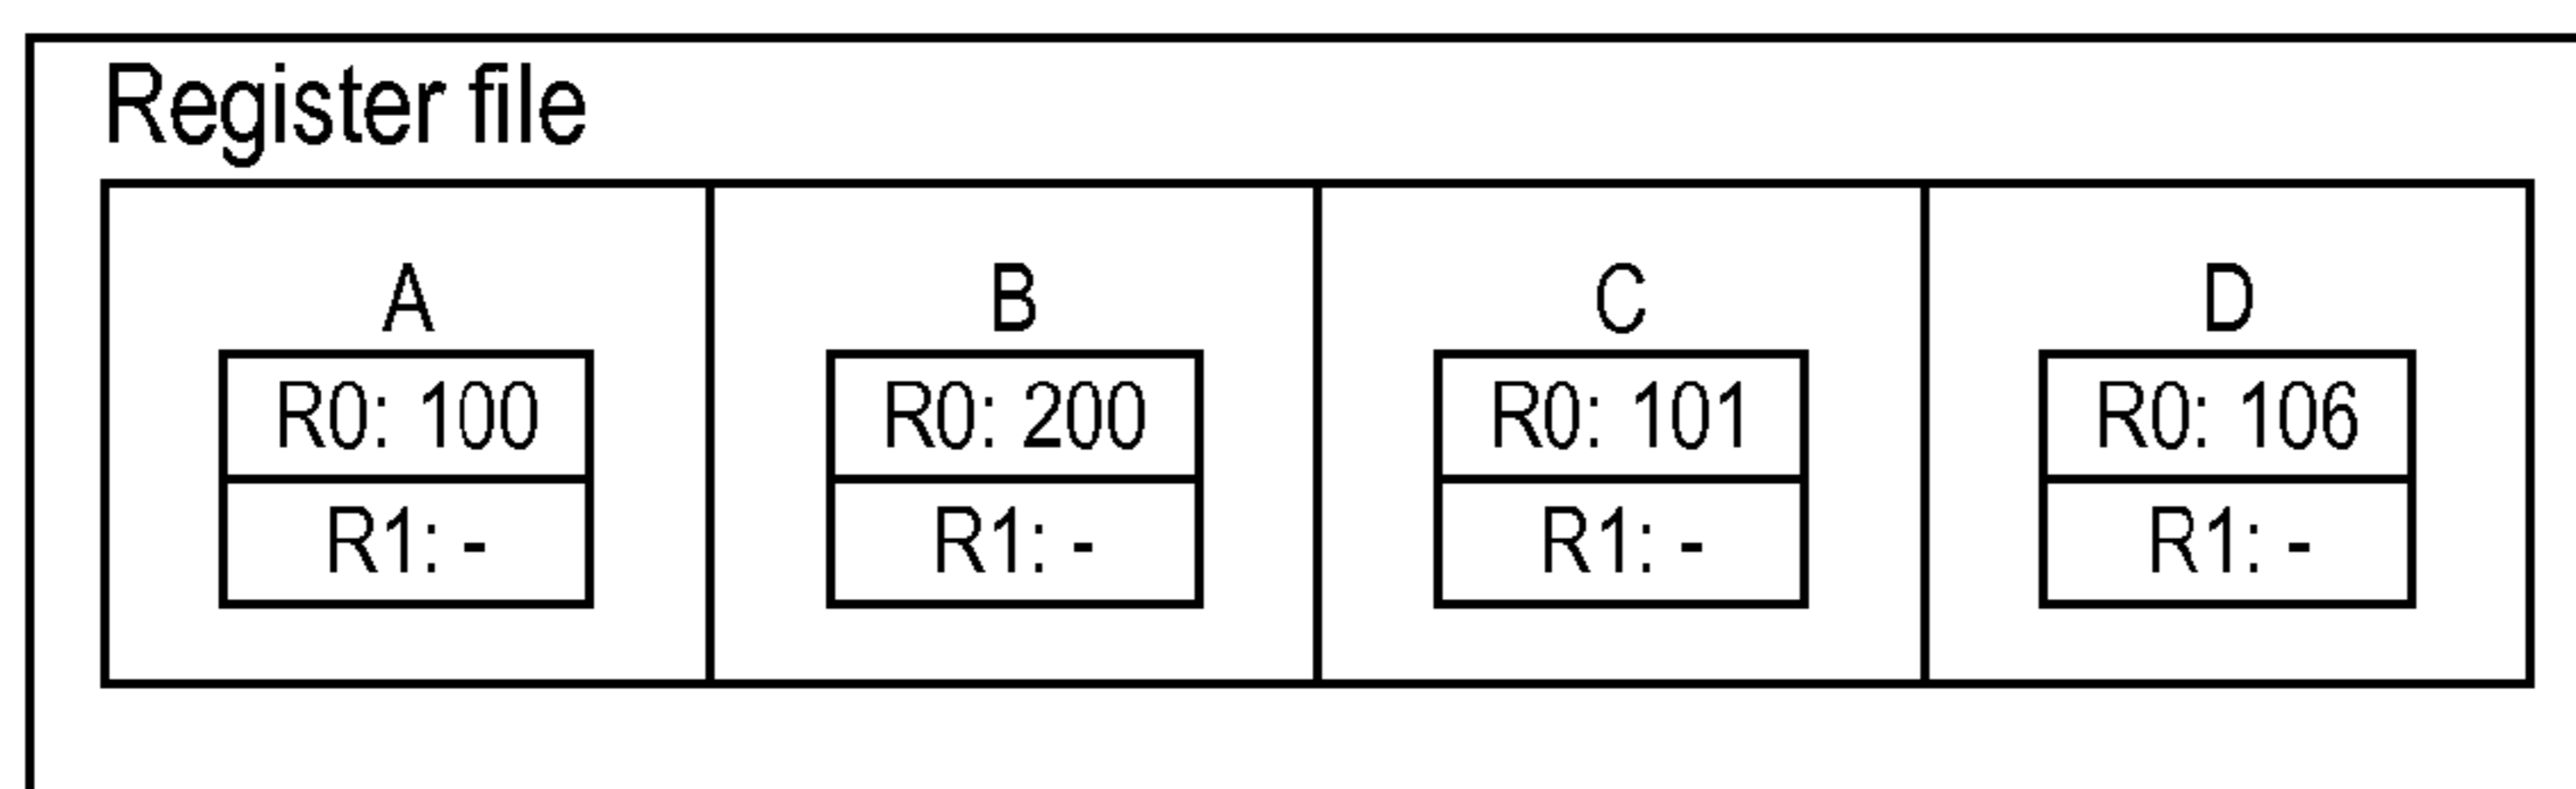 Register file
A B C D
R0: 100 R0: 200 R0: 101 R0: 106
R1: - R1: - R1: - R1: -